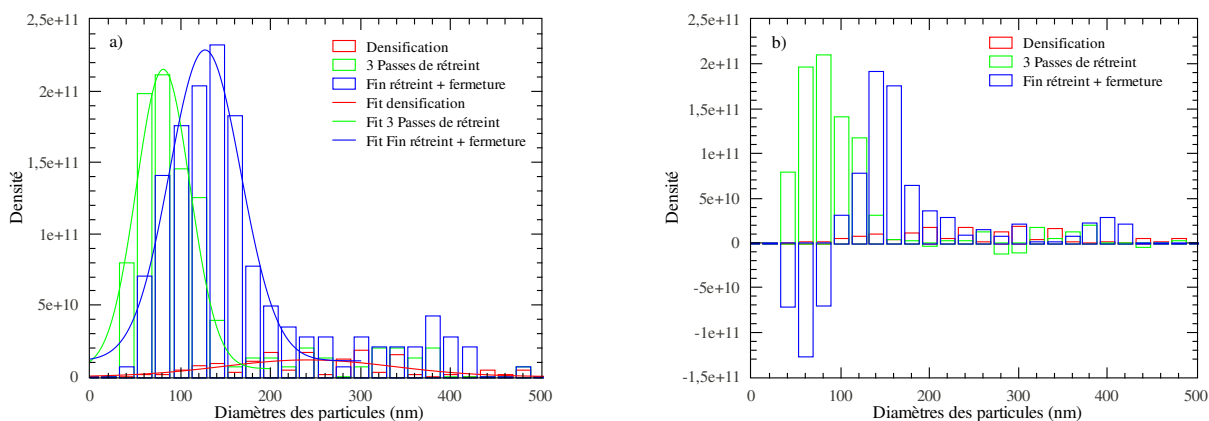 a)
Densification
3 Passes de rétreint
Fin rétreint + fermeture
Fit densification
Fit 3 Passes de rétreint
Fit Fin rétreint + fermeture
2,5e+11
2e+11
1,5e+11
1e+11
5e+10
0
Densité
0 100 200 300 400 500
Diamètres des particules (nm)
b)
Densification
3 Passes de rétreint
Fin rétreint + fermeture
2,5e+11
2e+11
1,5e+11
1e+11
5e+10
0
-5e+10
-1e+11
-1,5e+11
Densité
0 100 200 300 400 500
Diamètres des particules (nm)